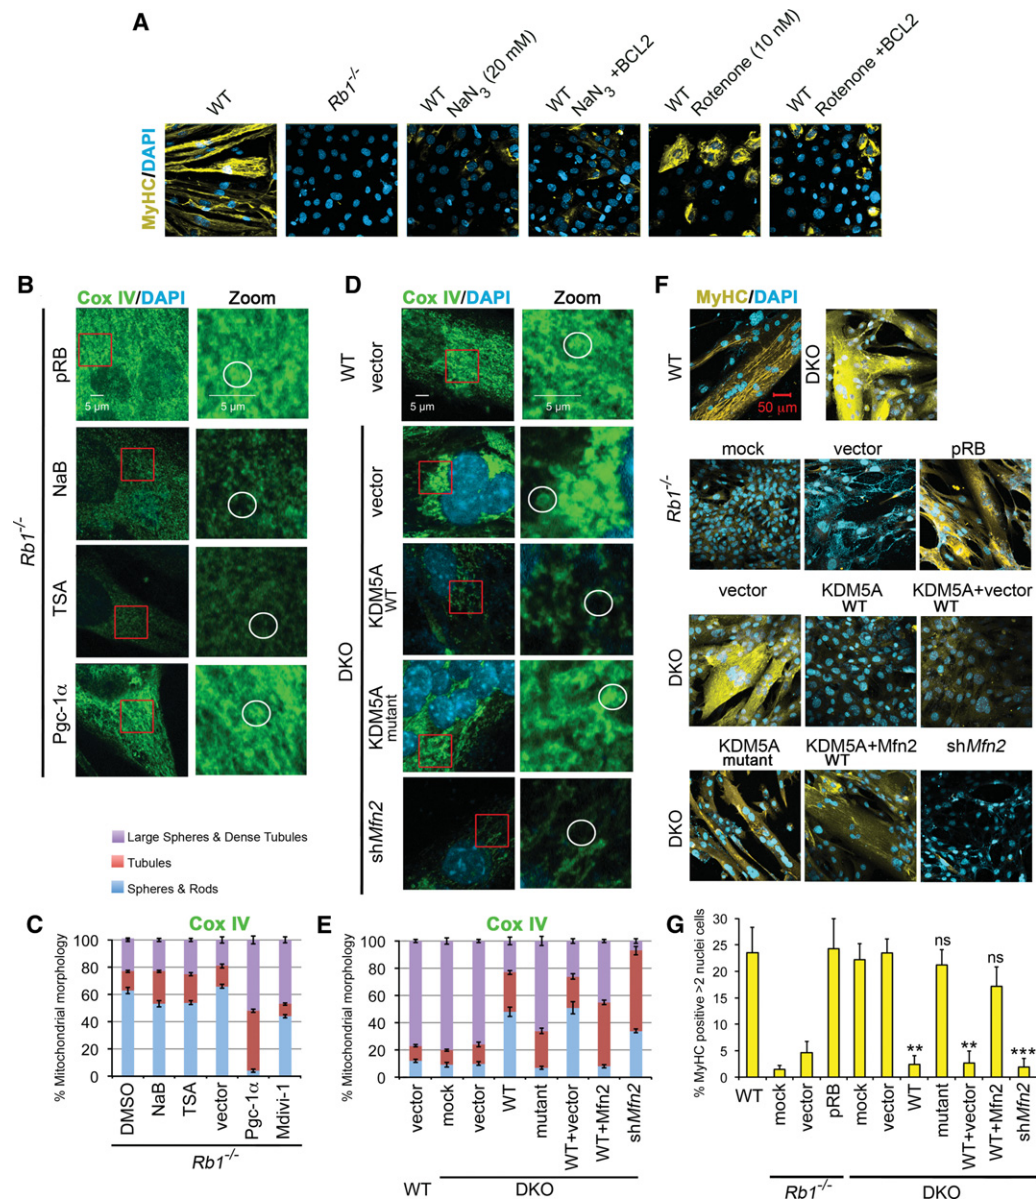 A
WT
Rb1-/-
WT
NaN3 (20 mM)
WT
NaN3 +BCL2
WT
Rotenone (10 nM)
WT
Rotenone +BCL2
MyHC/DAPI
B
Cox IV/DAPI
Zoom
Rb1-/-
pRB
5 µm
5 µm
NaB
TSA
Pgc-1α
Large Spheres & Dense Tubules
Tubules
Spheres & Rods
D
Cox IV/DAPI
Zoom
WT
vector
5 µm
5 µm
DKO
vector
KDM5A
WT
KDM5A
mutant
shMfn2
F
MyHC/DAPI
WT
50 µm
DKO
mock
vector
pRB
Rb1-/-
vector
KDM5A
WT
KDM5A+vector
WT
DKO
KDM5A
mutant
KDM5A+Mfn2
WT
shMfn2
DKO
C
Cox IV
% Mitochondrial morphology
100
80
60
40
20
0
DMSO
NaB
TSA
vector
Pgc-1α
Mdivi-1
Rb1-/-
E
Cox IV
% Mitochondrial morphology
100
80
60
40
20
0
vector
mock
vector
WT
mutant
WT+vector
WT+Mfn2
shMfn2
WT
DKO
G
% MyHC positive >2 nuclei cells
30
25
20
15
10
5
0
ns
ns
**
**
***
WT
mock
vector
pRB
mock
vector
WT
mutant
WT+vector
WT+Mfn2
shMfn2
Rb1-/-
DKO